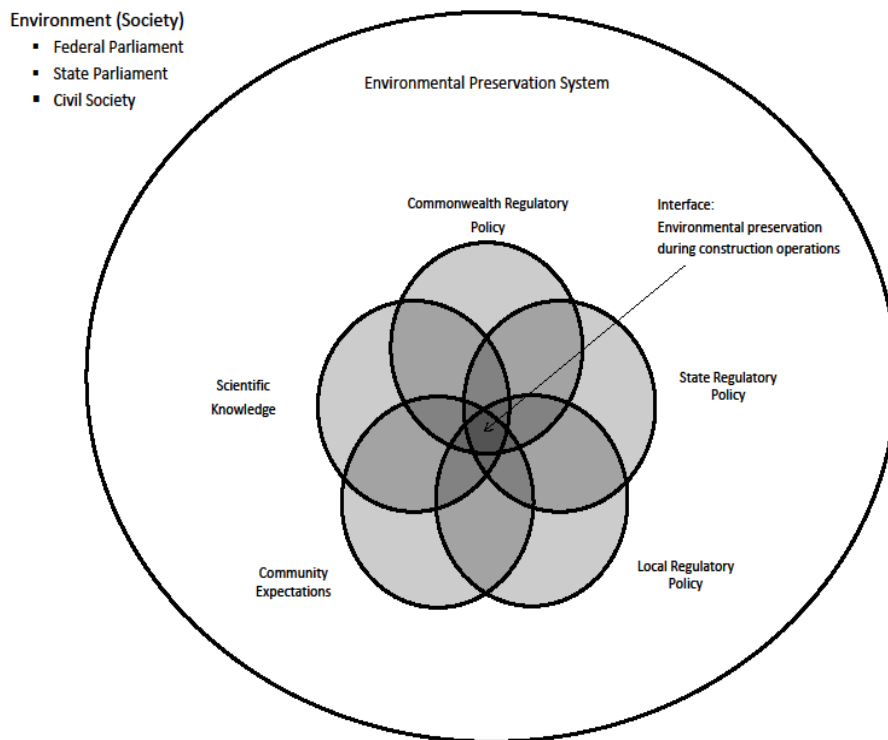 Environment (Society)
▪ Federal Parliament
▪ State Parliament
▪ Civil Society
Environmental Preservation System
Commonwealth Regulatory
Policy
Interface:
Environmental preservation
during construction operations
Scientific
Knowledge
State Regulatory
Policy
Community
Expectations
Local Regulatory
Policy